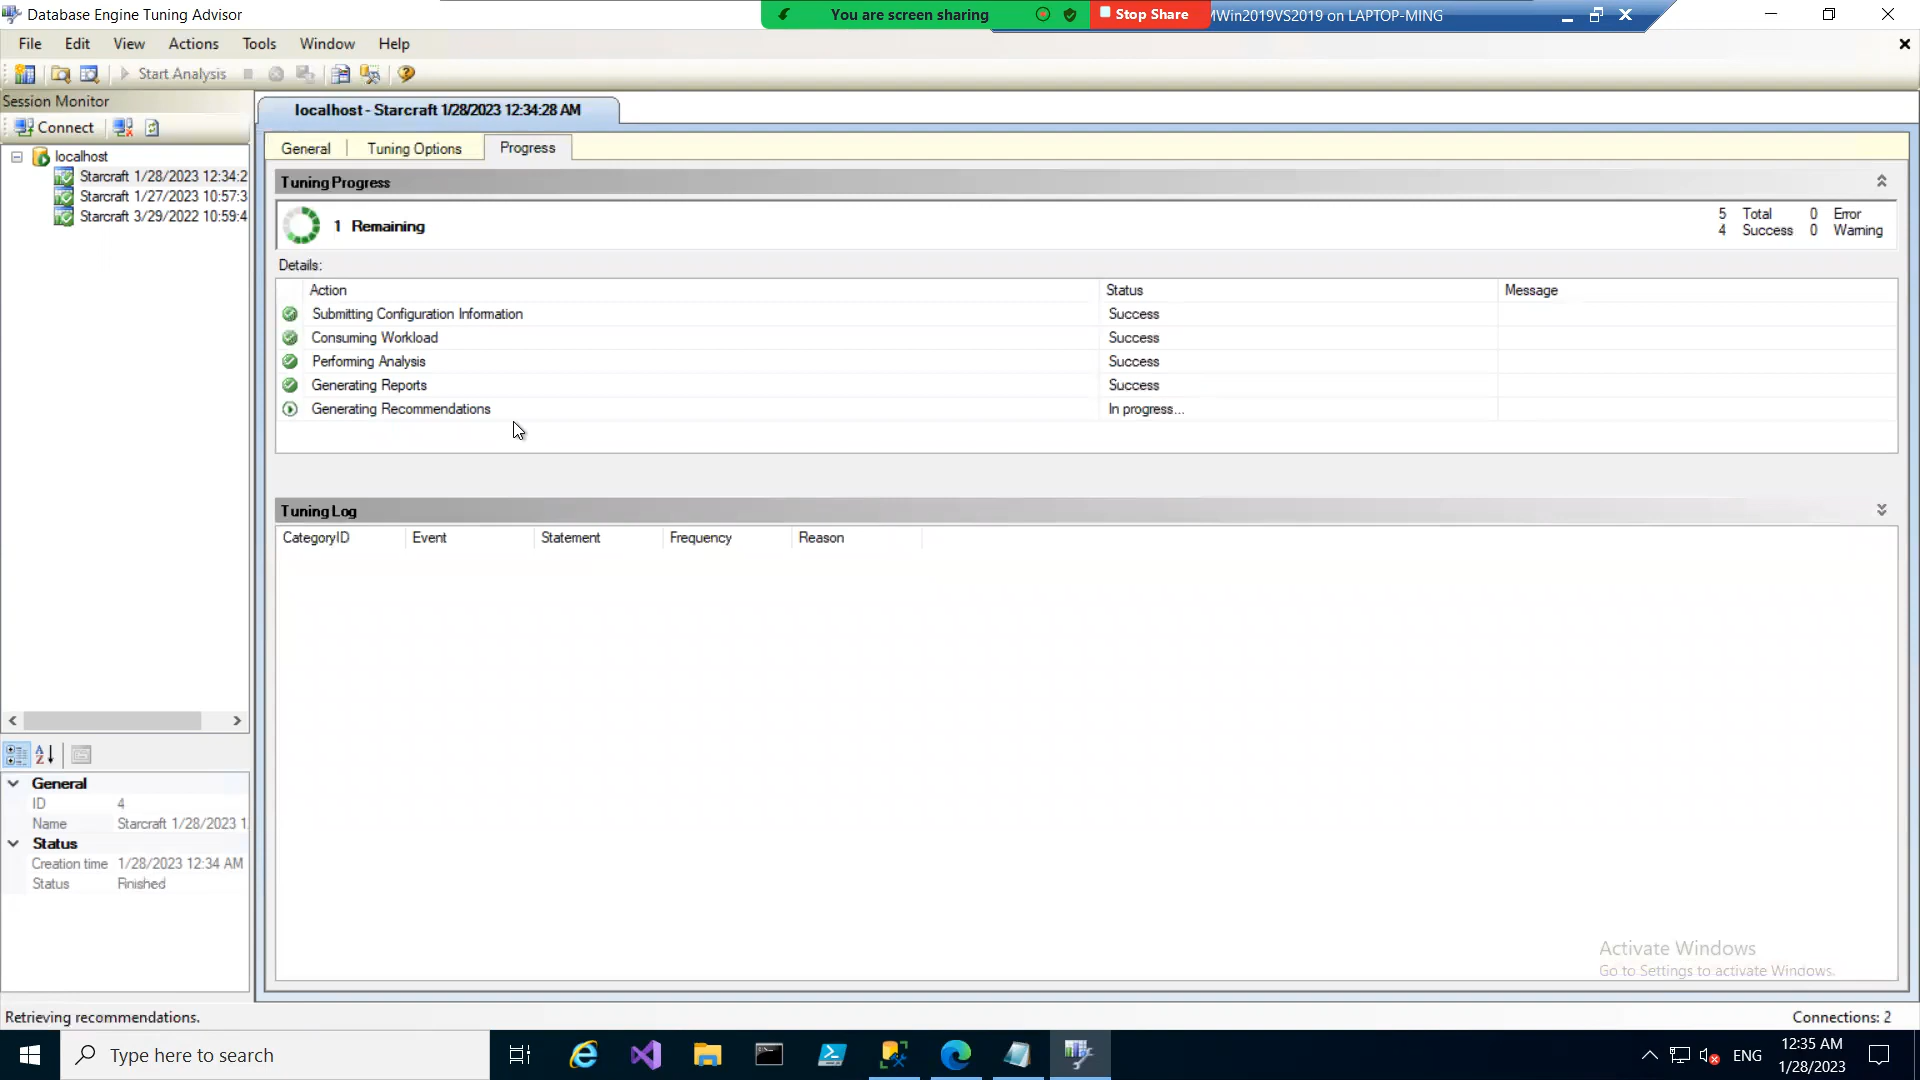 Database Engine Tuning Advisor
You are screen sharing
Stop Share
MWin2019VS2019 on LAPTOP-MING
File Edit View Actions Tools Window Help
Start Analysis
Session Monitor
Connect
localhost
Starcraft 1/28/2023 12:34:2
Starcraft 1/27/2023 10:57:3
Starcraft 3/29/2022 10:59:4
localhost - Starcraft 1/28/2023 12:34:28 AM
General Tuning Options Progress
Tuning Progress
1 Remaining
5 Total 0 Error
4 Success 0 Warning
Details:
Action Status Message
Submitting Configuration Information Success
Consuming Workload Success
Performing Analysis Success
Generating Reports Success
Generating Recommendations In progress...
Tuning Log
CategoryID Event Statement Frequency Reason
General
ID 4
Name Starcraft 1/28/2023 1
Status
Creation time 1/28/2023 12:34 AM
Status Finished
Activate Windows
Go to Settings to activate Windows.
Retrieving recommendations.
Connections: 2
Type here to search
ENG
12:35 AM
1/28/2023